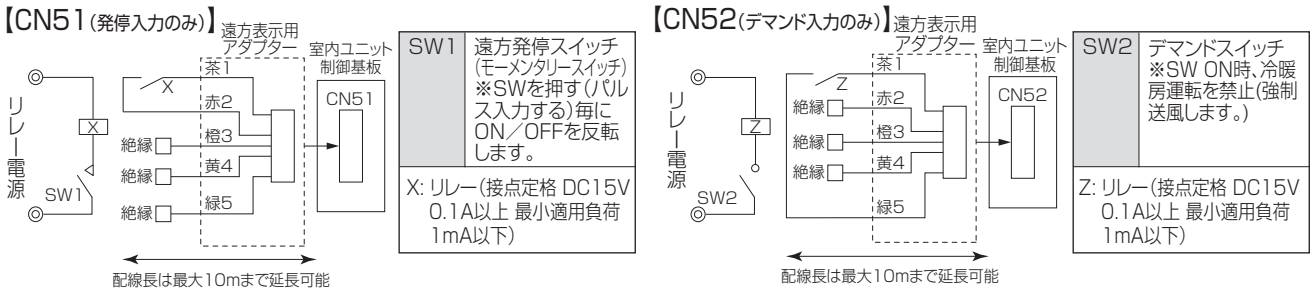 【CN51(発停入力のみ)】
遠方表示用
アダプター
室内ユニット
制御基板
茶1
X
赤2
CN51
リレー電源
X
絶縁
橙3
絶縁
黄4
SW1
絶縁
緑5
配線長は最大10mまで延長可能
SW1
遠方発停スイッチ
(モーメンタリースイッチ)
※SWを押す(パル
ス入力する)毎に
ON/OFFを反転
します。
X: リレー(接点定格 DC15V
0.1A以上 最小適用負荷
1mA以下)
【CN52(デマンド入力のみ)】
遠方表示用
アダプター
室内ユニット
制御基板
茶1
Z
絶縁
赤2
CN52
リレー電源
Z
絶縁
橙3
絶縁
黄4
SW2
緑5
配線長は最大10mまで延長可能
SW2
デマンドスイッチ
※SW ON時、冷暖
房運転を禁止(強制
送風します。)
Z: リレー(接点定格 DC15V
0.1A以上 最小適用負荷
1mA以下)